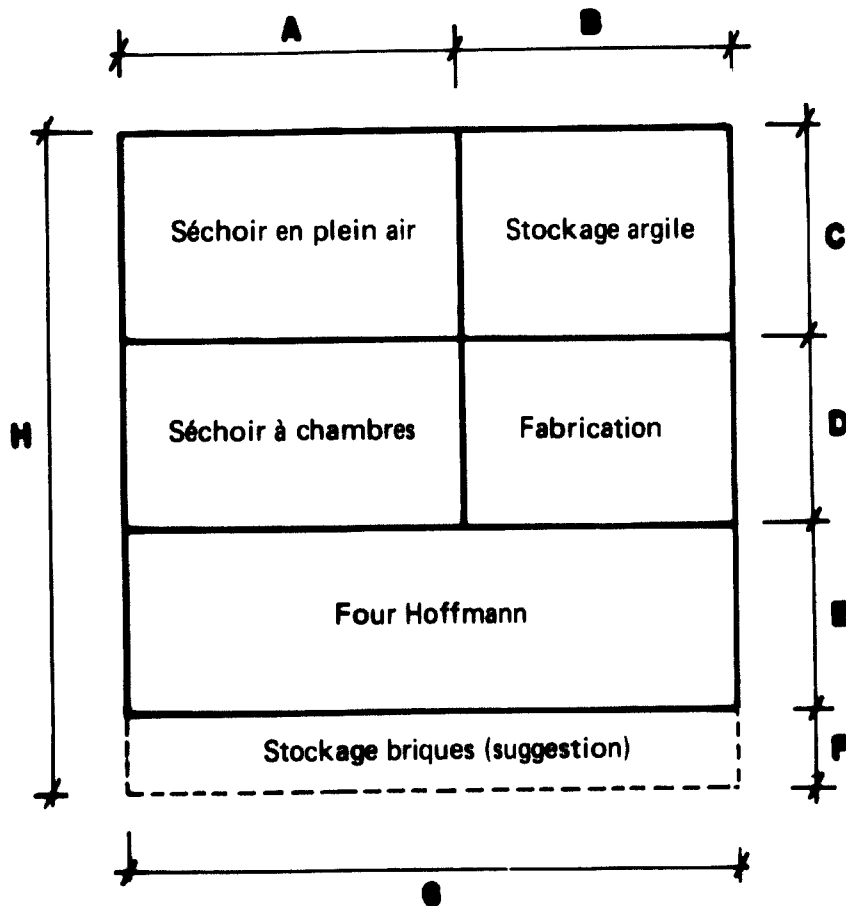 A
B
Séchoir en plein air
Stockage argile
C
H
Séchoir à chambres
Fabrication
D
Four Hoffmann
E
Stockage briques (suggestion)
F
G